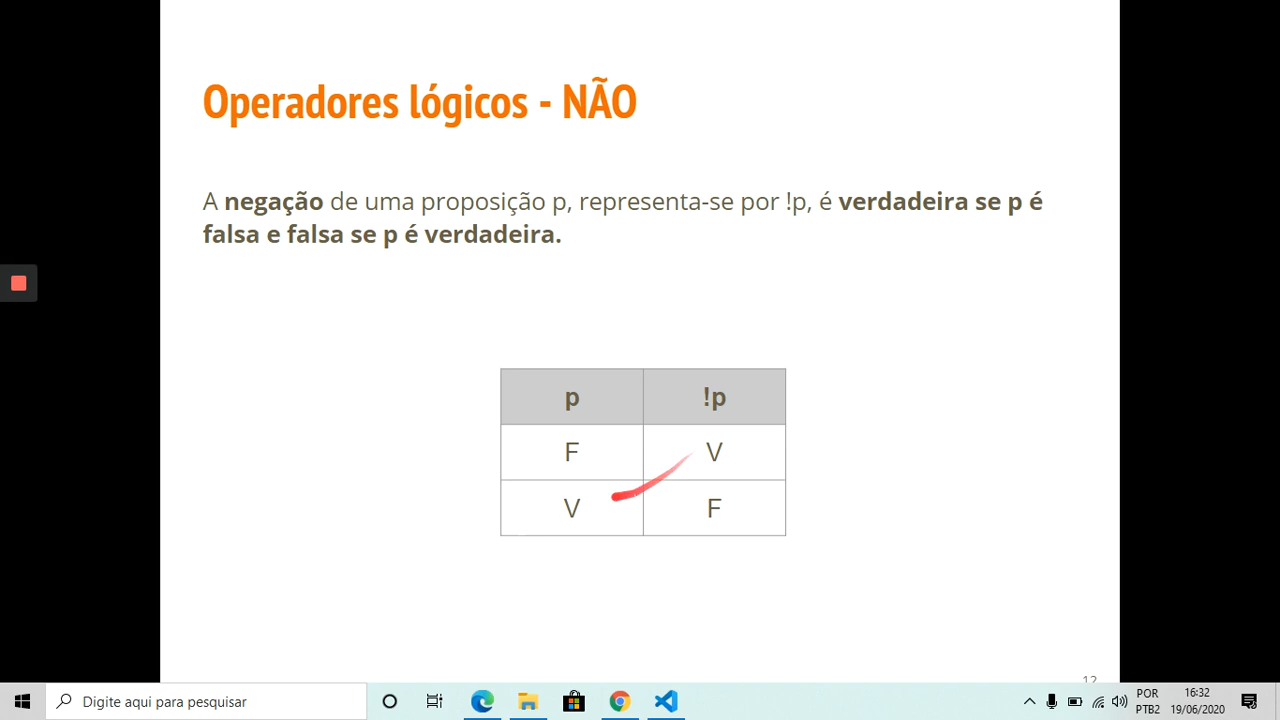 Operadores lógicos - NÃO
A negação de uma proposição p, representa-se por !p, é verdadeira se p é
falsa e falsa se p é verdadeira.
p !p
F V
V F
12
Digite aqui para pesquisar
POR 16:32
PTB2 19/06/2020